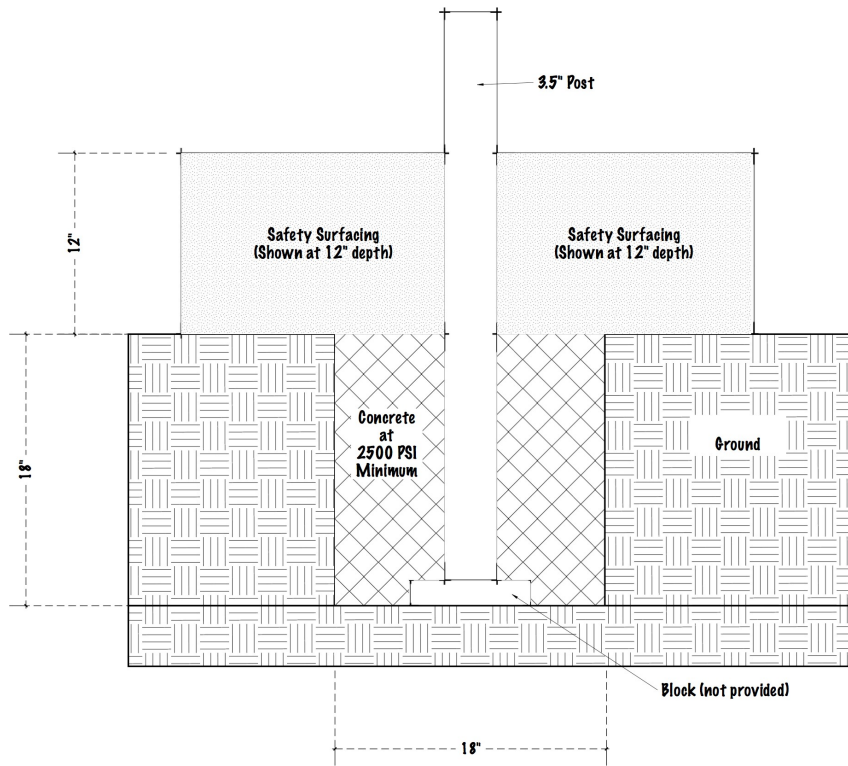 3.5" Post
12"
Safety Surfacing
(Shown at 12" depth)
Safety Surfacing
(Shown at 12" depth)
18"
Concrete
at
2500 PSI
Minimum
Ground
Block (not provided)
18"